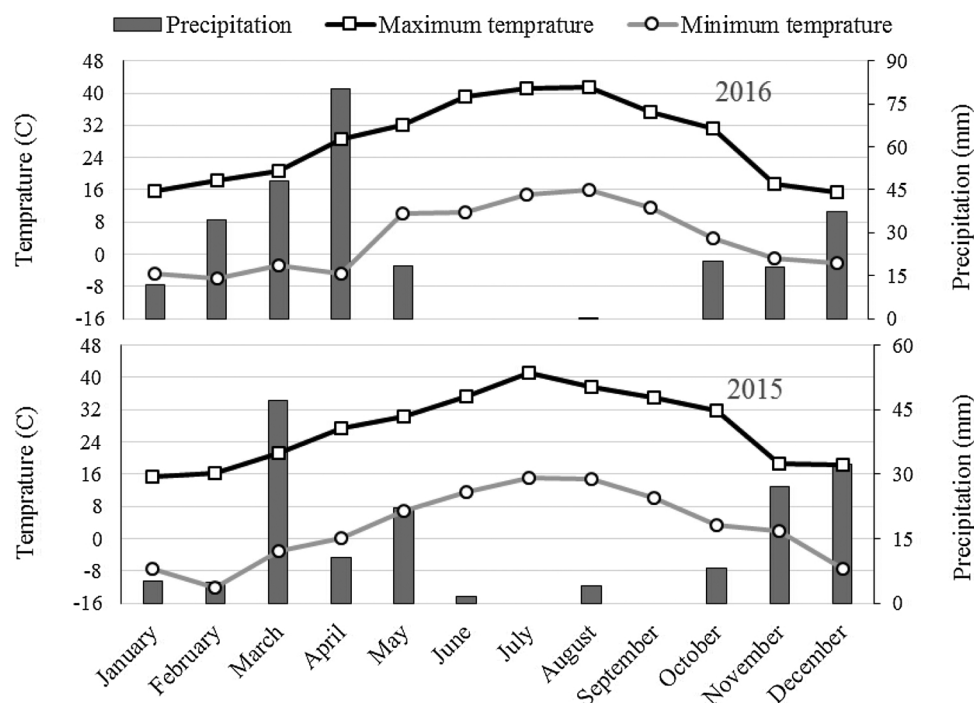 Precipitation Maximum temprature Minimum temprature
Temprature (C)
48
40
32
24
16
8
0
-8
-16
2016
90
75
60
45
30
15
0
Precipitation (mm)
Temprature (C)
48
40
32
24
16
8
0
-8
-16
2015
60
45
30
15
0
Precipitation (mm)
January
February
March
April
May
June
July
August
September
October
November
December